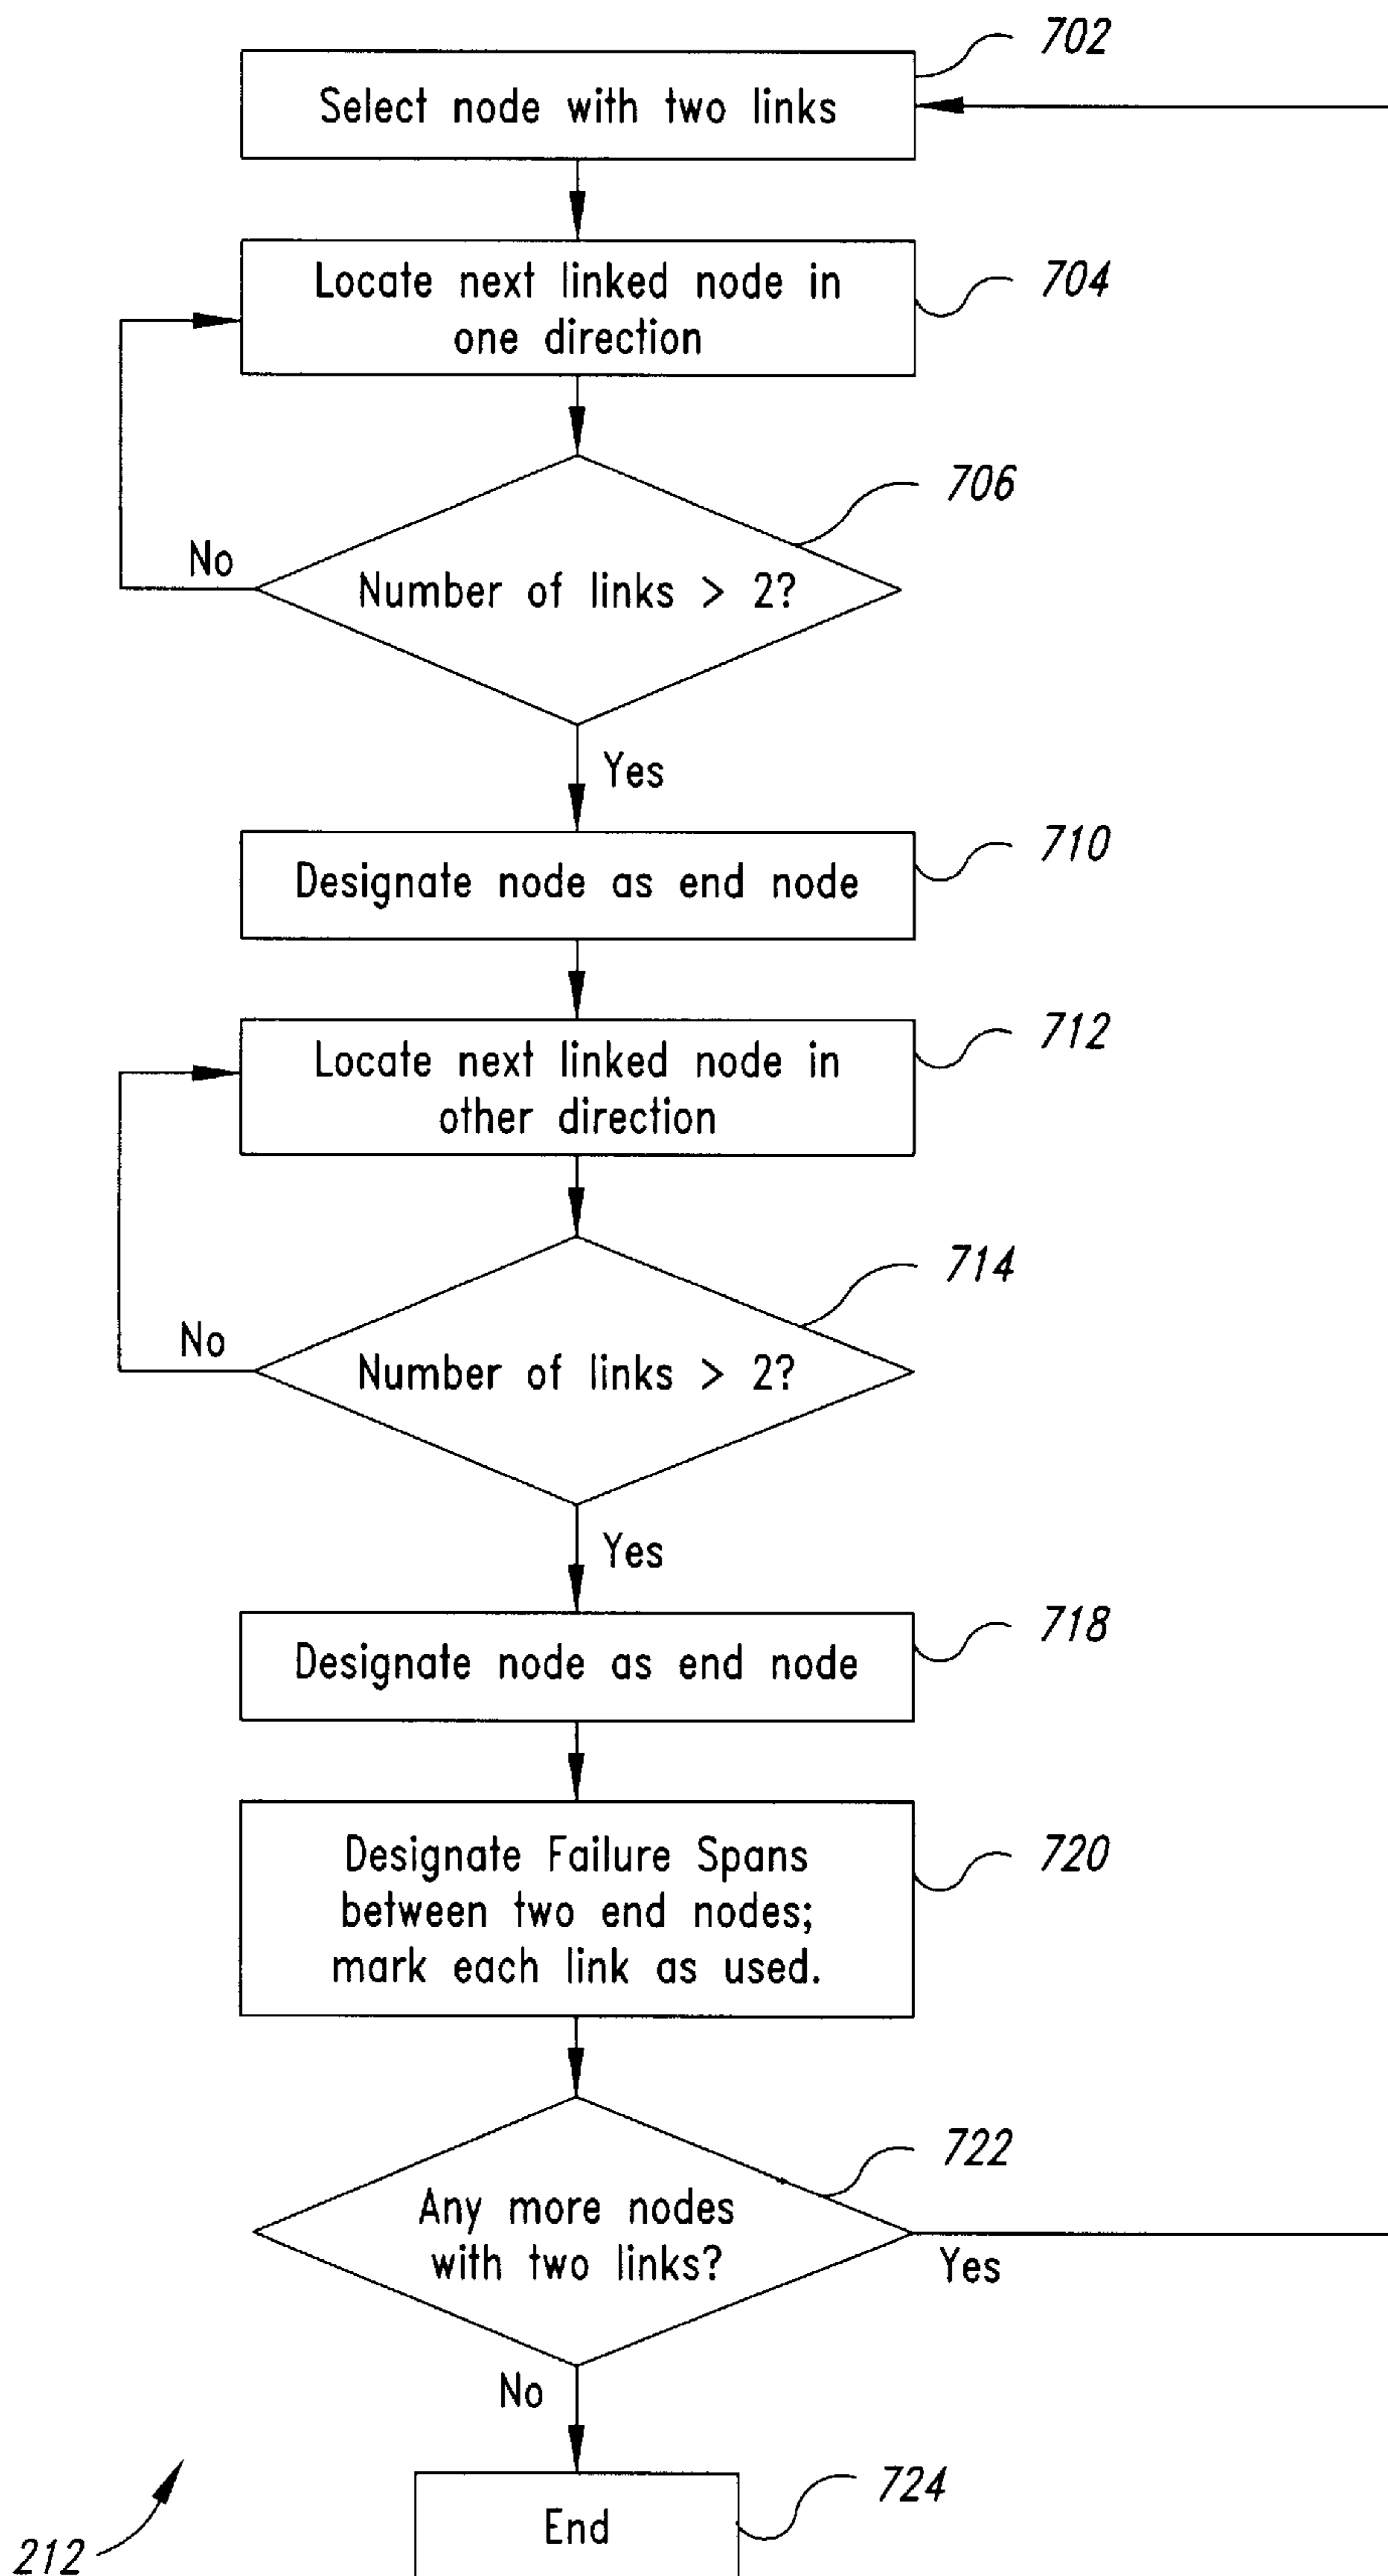 702
Select node with two links
704
Locate next linked node in
one direction
706
No
Number of links > 2?
Yes
710
Designate node as end node
712
Locate next linked node in
other direction
714
No
Number of links > 2?
Yes
718
Designate node as end node
720
Designate Failure Spans
between two end nodes;
mark each link as used.
722
Any more nodes
with two links?
Yes
No
724
End
212